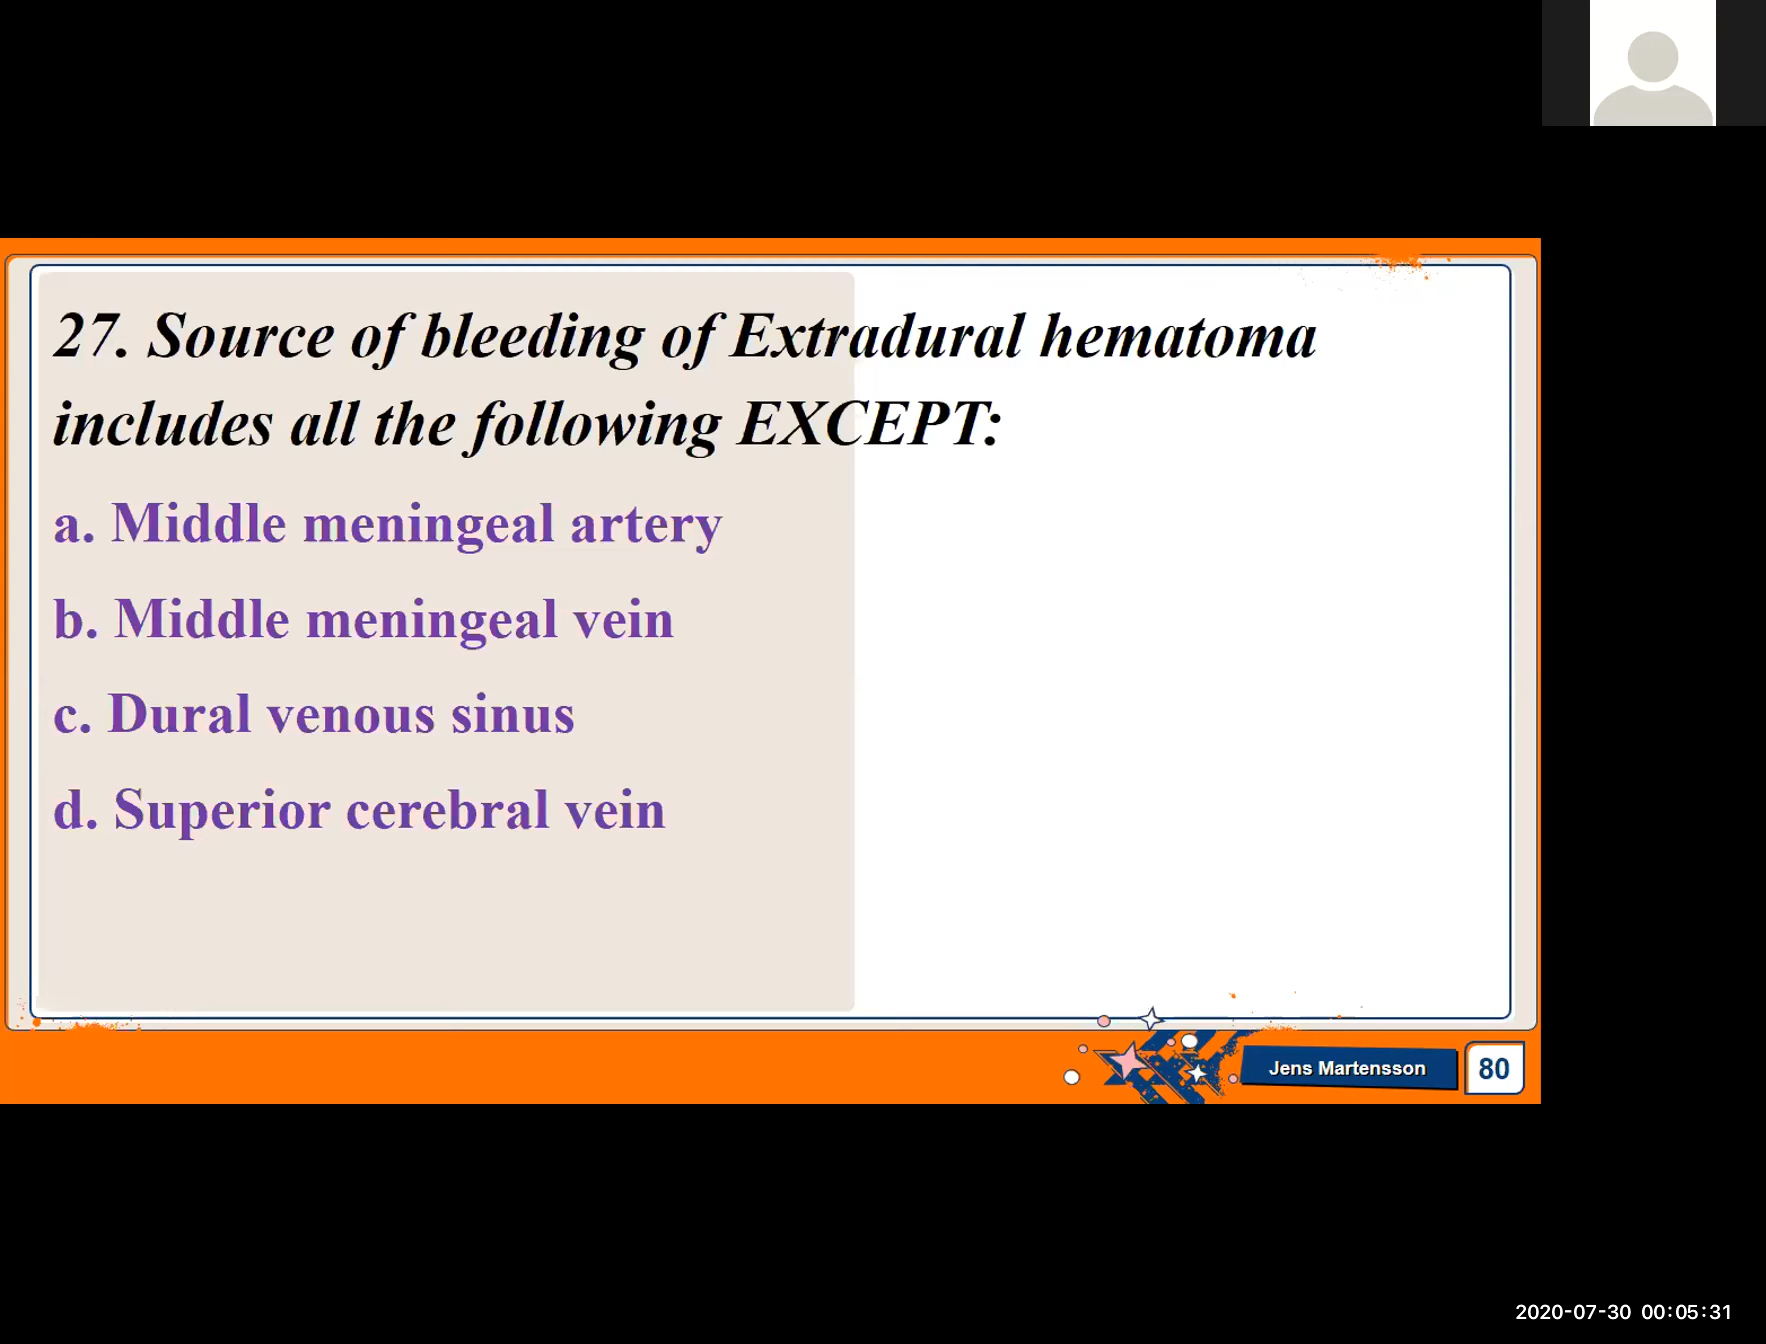 27. Source of bleeding of Extradural hematoma
includes all the following EXCEPT:
a. Middle meningeal artery
b. Middle meningeal vein
c. Dural venous sinus
d. Superior cerebral vein
Jens Martensson
80
2020-07-30 00:05:31